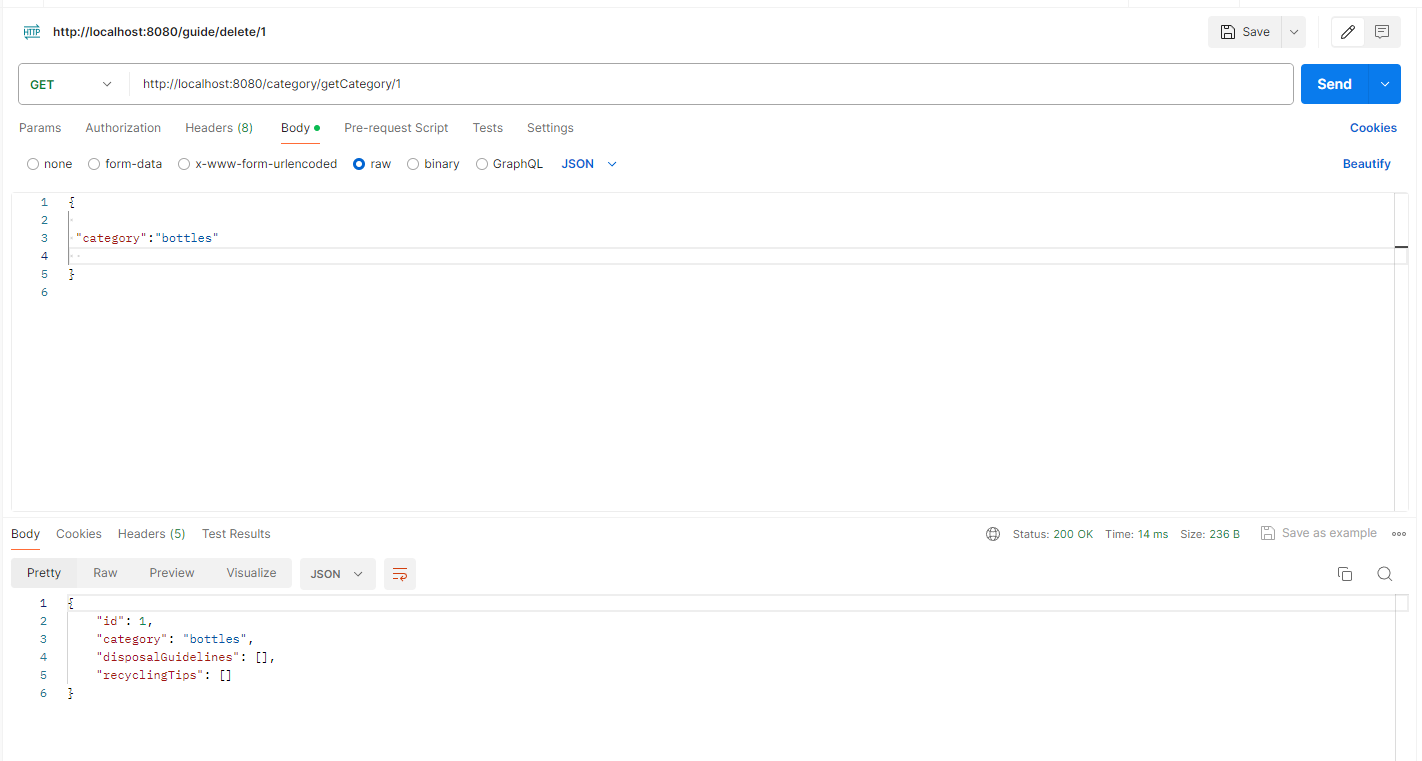 HTTP http://localhost:8080/guide/delete/1 Save
GET http://localhost:8080/category/getCategory/1 Send
Params Authorization Headers (8) Body Pre-request Script Tests Settings Cookies
none form-data x-www-form-urlencoded raw binary GraphQL JSON Beautify
1 {
2
3 "category":"bottles"
4
5 }
6
Body Cookies Headers (5) Test Results Status: 200 OK Time: 14 ms Size: 236 B Save as example
Pretty Raw Preview Visualize JSON
1 {
2 "id": 1,
3 "category": "bottles",
4 "disposalGuidelines": [],
5 "recyclingTips": []
6 }